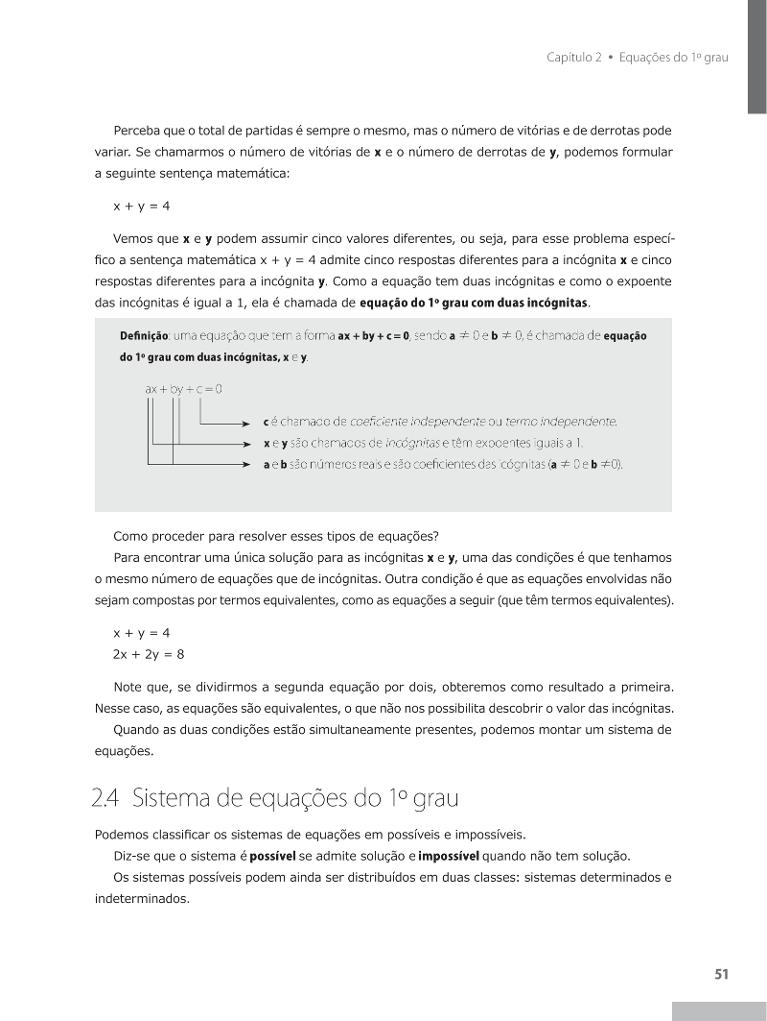 Capítulo 2 • Equações do 1º grau
Perceba que o total de partidas é sempre o mesmo, mas o número de vitórias e de derrotas pode
variar. Se chamarmos o número de vitórias de x e o número de derrotas de y, podemos formular
a seguinte sentença matemática:
x + y = 4
Vemos que x e y podem assumir cinco valores diferentes, ou seja, para esse problema especí-
fico a sentença matemática x + y = 4 admite cinco respostas diferentes para a incógnita x e cinco
respostas diferentes para a incógnita y. Como a equação tem duas incógnitas e como o expoente
das incógnitas é igual a 1, ela é chamada de equação do 1º grau com duas incógnitas.
Definição: uma equação que tem a forma ax + by + c = 0, sendo a ≠ 0 e b ≠ 0, é chamada de equação
do 1º grau com duas incógnitas, x e y.
ax + by + c = 0
c é chamado de coeficiente independente ou termo independente.
x e y são chamados de incógnitas e têm expoentes iguais a 1.
a e b são números reais e são coeficientes das icógnitas (a ≠ 0 e b ≠0).
Como proceder para resolver esses tipos de equações?
Para encontrar uma única solução para as incógnitas x e y, uma das condições é que tenhamos
o mesmo número de equações que de incógnitas. Outra condição é que as equações envolvidas não
sejam compostas por termos equivalentes, como as equações a seguir (que têm termos equivalentes).
x + y = 4
2x + 2y = 8
Note que, se dividirmos a segunda equação por dois, obteremos como resultado a primeira.
Nesse caso, as equações são equivalentes, o que não nos possibilita descobrir o valor das incógnitas.
Quando as duas condições estão simultaneamente presentes, podemos montar um sistema de
equações.
2.4 Sistema de equações do 1º grau
Podemos classificar os sistemas de equações em possíveis e impossíveis.
Diz-se que o sistema é possível se admite solução e impossível quando não tem solução.
Os sistemas possíveis podem ainda ser distribuídos em duas classes: sistemas determinados e
indeterminados.
51